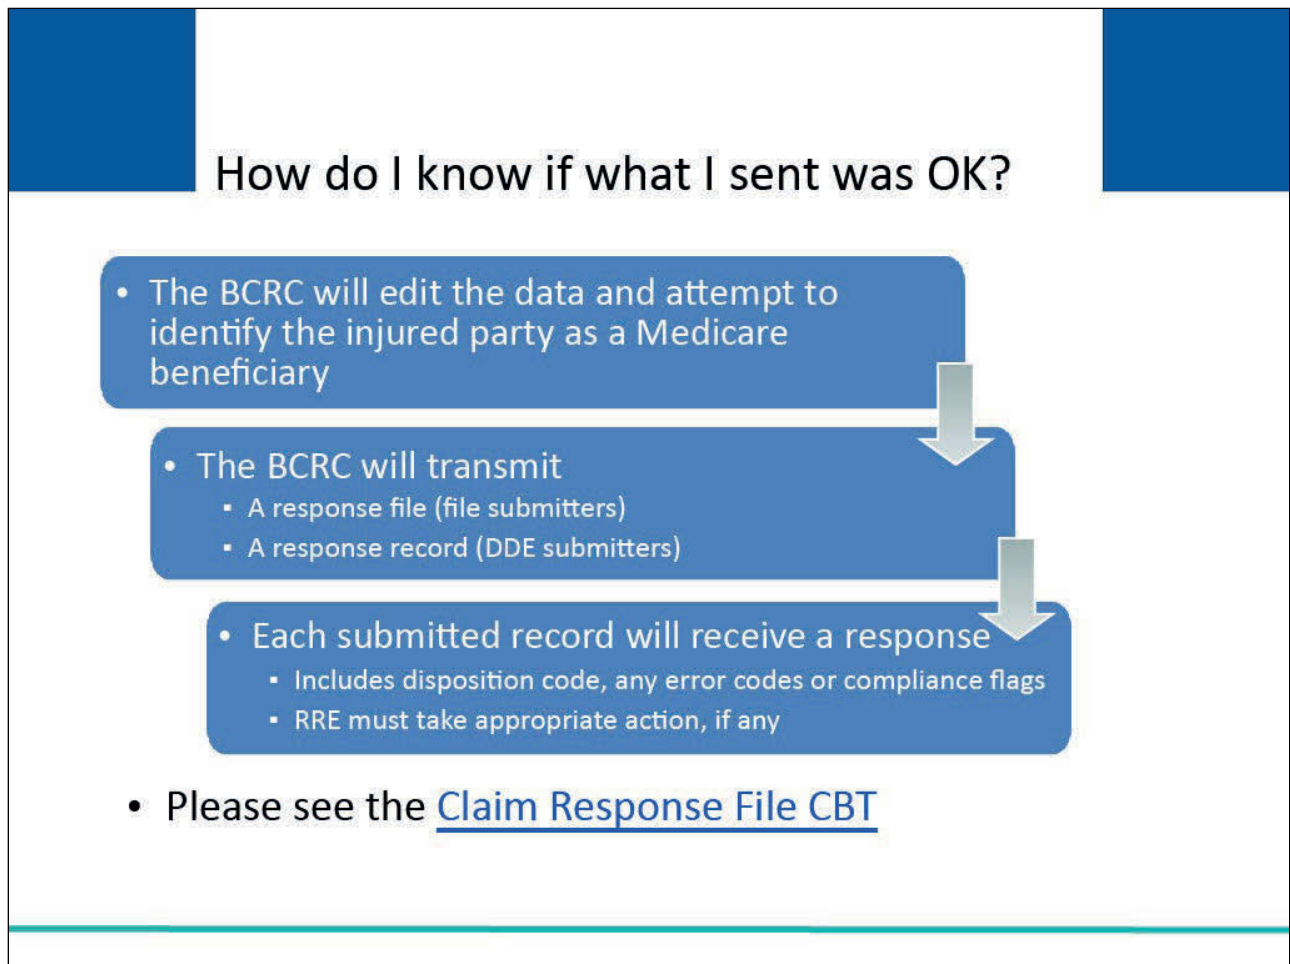 How do I know if what I sent was OK?
• The BCRC will edit the data and attempt to
identify the injured party as a Medicare
beneficiary
• The BCRC will transmit
▪ A response file (file submitters)
▪ A response record (DDE submitters)
• Each submitted record will receive a response
▪ Includes disposition code, any error codes or compliance flags
▪ RRE must take appropriate action, if any
• Please see the Claim Response File CBT